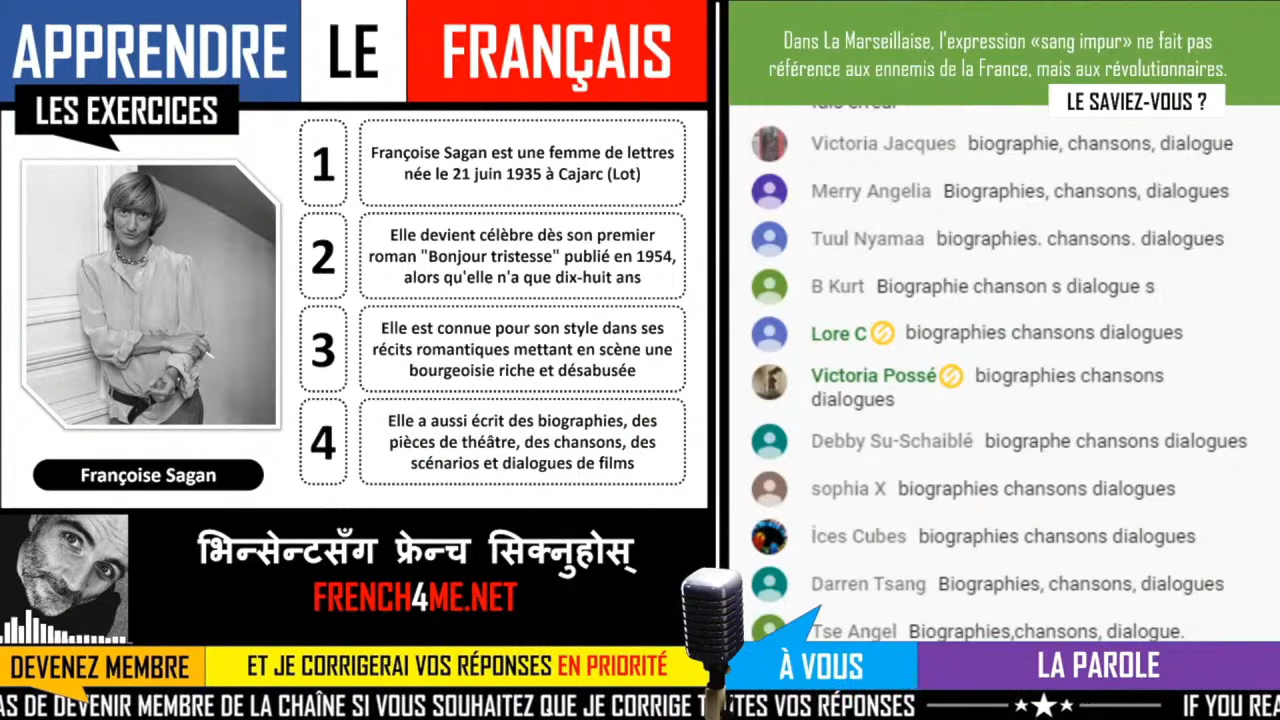 APPRENDRE LE FRANÇAIS
LES EXERCICES
1
Françoise Sagan est une femme de lettres
née le 21 juin 1935 à Cajarc (Lot)
2
Elle devient célèbre dès son premier
roman "Bonjour tristesse" publié en 1954,
alors qu'elle n'a que dix-huit ans
3
Elle est connue pour son style dans ses
récits romantiques mettant en scène une
bourgeoisie riche et désabusée
4
Elle a aussi écrit des biographies, des
pièces de théâtre, des chansons, des
scénarios et dialogues de films
Françoise Sagan
भिन्सेन्टसँग फ्रेन्च सिक्नुहोस्
FRENCH4ME.NET
DEVENEZ MEMBRE
ET JE CORRIGERAI VOS RÉPONSES EN PRIORITÉ
Dans La Marseillaise, l'expression «sang impur» ne fait pas
référence aux ennemis de la France, mais aux révolutionnaires.
LE SAVIEZ-VOUS ?
Victoria Jacques biographie, chansons, dialogue
Merry Angelia Biographies, chansons, dialogues
Tuul Nyamaa biographies. chansons. dialogues
B Kurt Biographie chanson s dialogue s
Lore C biographies chansons dialogues
Victoria Possé biographies chansons
dialogues
Debby Su-Schaiblé biographe chansons dialogues
sophia X biographies chansons dialogues
İces Cubes biographies chansons dialogues
Darren Tsang Biographies, chansons, dialogues
Tse Angel Biographies,chansons, dialogue.
À VOUS
LA PAROLE
AS DE DEVENIR MEMBRE DE LA CHAÎNE SI VOUS SOUHAITEZ QUE JE CORRIGE TES VOS RÉPONSES IF YOU